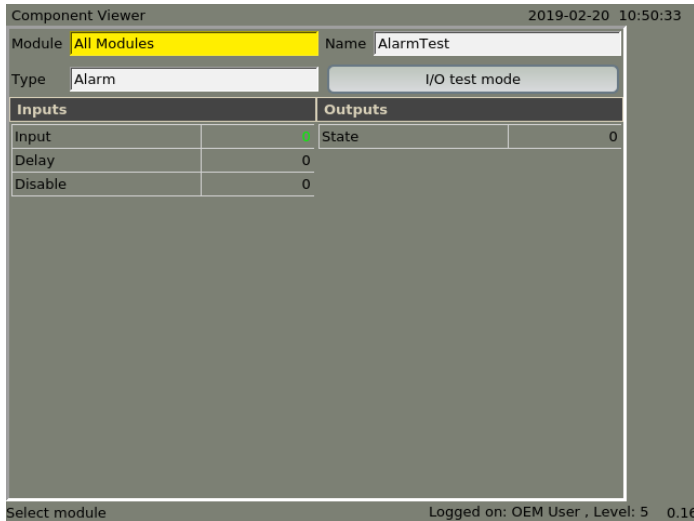 Component Viewer 2019-02-20 10:50:33
Module All Modules Name AlarmTest
Type Alarm I/O test mode
Inputs Outputs
Input 0 State 0
Delay 0
Disable 0
Select module Logged on: OEM User , Level: 5 0.16